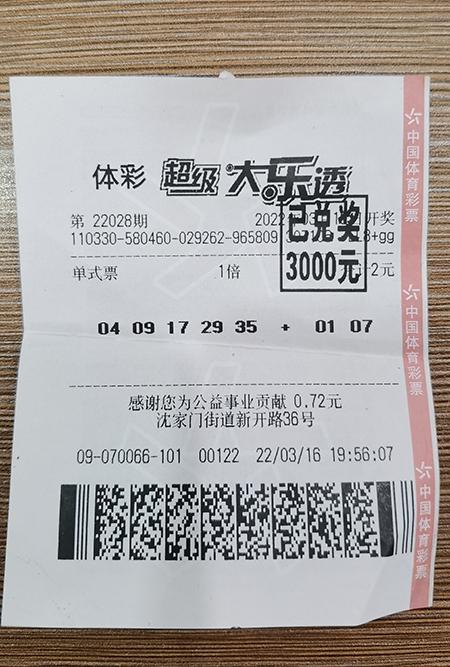 体彩 超级大乐透
已兑奖
3000元
第 22028期 2022 开奖
110330-580460-029262-965809 +gg
单式票 1倍 2元
04 09 17 29 35 + 01 07
感谢您为公益事业贡献 0.72元
沈家门街道新开路36号
09-070066-101 00122 22/03/16 19:56:07
中国体育彩票
中国体育彩票
中国体育彩票